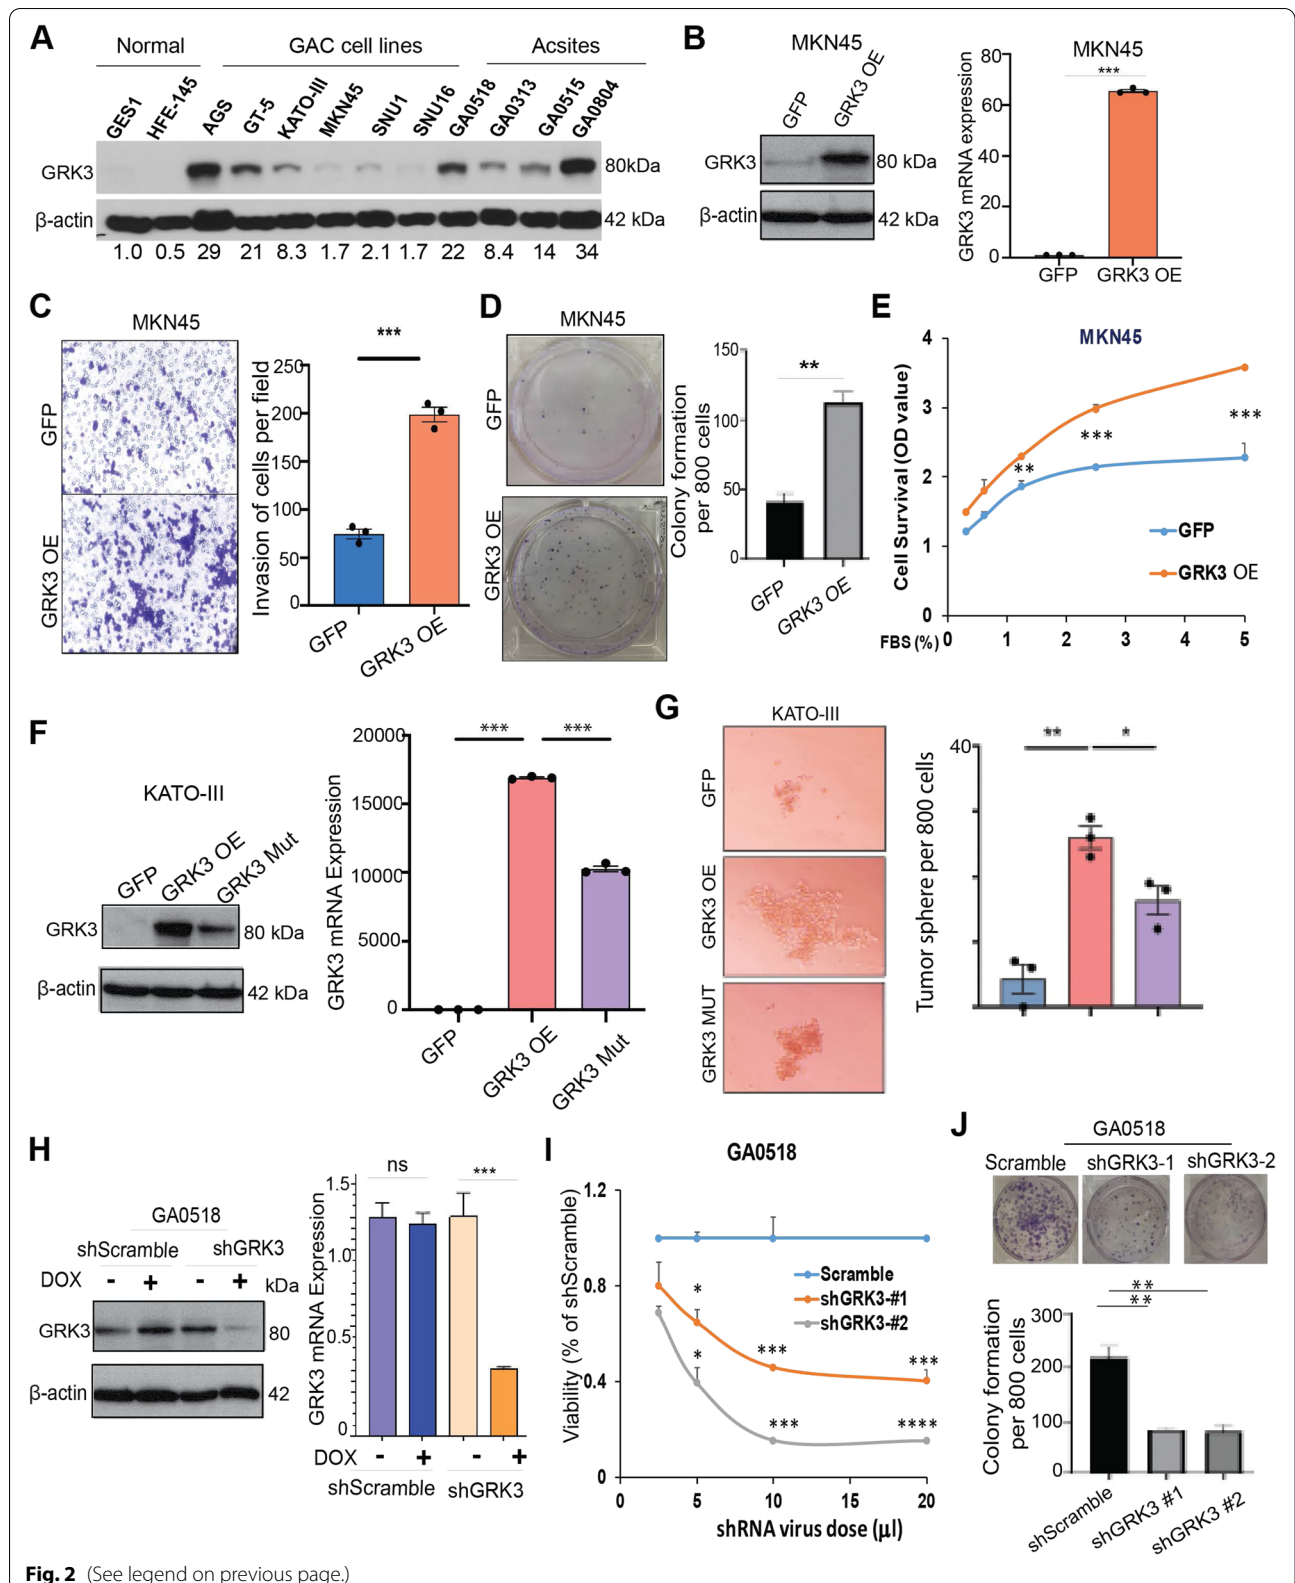 A
Normal
GAC cell lines
Acsites
GES1
HFE-145
AGS
GT-5
KATO-III
MKN45
SNU1
SNU16
GA0518
GA0313
GA0515
GA0804
GRK3
80kDa
β-actin
42 kDa
1.0 0.5 29 21 8.3 1.7 2.1 1.7 22 8.4 14 34
B
MKN45
GFP
GRK3 OE
GRK3
80 kDa
β-actin
42 kDa
MKN45
***
GRK3 mRNA expression
80
60
40
20
0
GFP GRK3 OE
C
MKN45
GFP
GRK3 OE
***
Invasion of cells per field
250
200
150
100
50
0
GFP
GRK3 OE
D
MKN45
GFP
GRK3 OE
**
Colony formation
per 800 cells
150
100
50
0
GFP
GRK3 OE
E
MKN45
Cell Survival (OD value)
4
3
2
1
0
***
***
**
GFP
GRK3 OE
FBS (%) 0 1 2 3 4 5
F
KATO-III
GFP
GRK3 OE
GRK3 Mut
GRK3
80 kDa
β-actin
42 kDa
*** ***
GRK3 mRNA Expression
20000
15000
10000
5000
0
GFP
GRK3 OE
GRK3 Mut
G
KATO-III
GFP
GRK3 OE
GRK3 MUT
** *
Tumor sphere per 800 cells
40
H
GA0518
shScramble shGRK3
DOX - + - + kDa
GRK3
80
β-actin
42
ns ***
GRK3 mRNA Expression
1.5
1.0
0.5
0
DOX - + - +
shScramble shGRK3
I
GA0518
Viability (% of shScramble)
1.2
0.8
0.4
0
Scramble
shGRK3-#1
shGRK3-#2
*
***
***
*
***
****
0 5 10 15 20
shRNA virus dose (µl)
J
GA0518
Scramble shGRK3-1 shGRK3-2
**
**
Colony formation
per 800 cells
300
200
100
0
shScramble
shGRK3 #1
shGRK3 #2
Fig. 2 (See legend on previous page.)